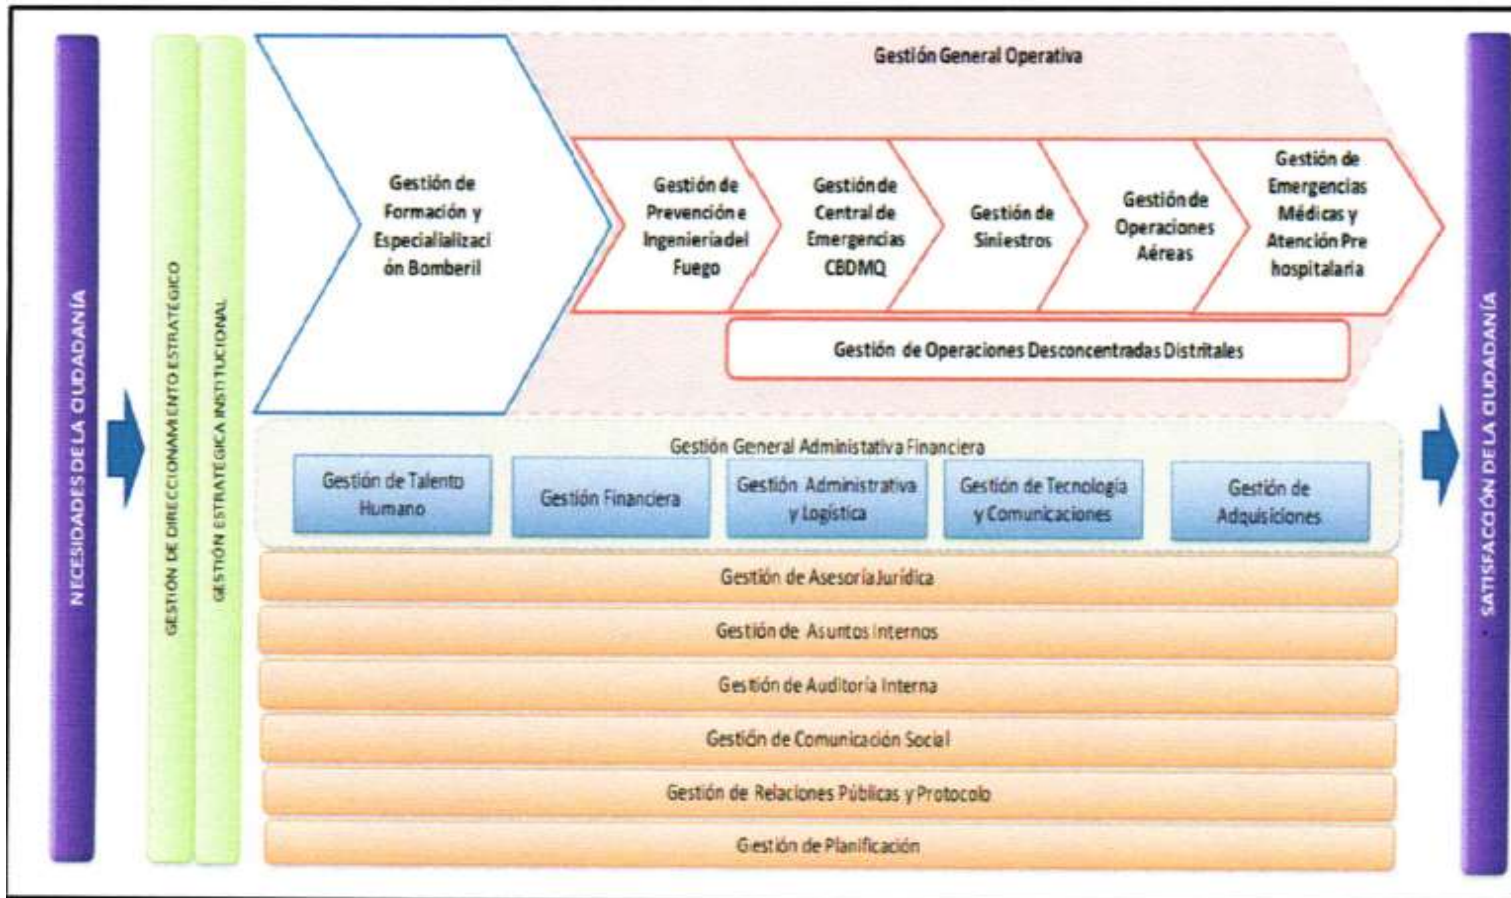 NECESIDADES DE LA CIUDADANÍA
GESTIÓN DE DIRECCIONAMIENTO ESTRATÉGICO
GESTIÓN ESTRATÉGICA INSTITUCIONAL
Gestión General Operativa
Gestión de
Formación y
Especialializaci
ón Bomberil
Gestión de
Prevención e
Ingeniería del
Fuego
Gestión de
Central de
Emergencias
CBDMQ
Gestión de
Siniestros
Gestión de
Operaciones
Aéreas
Gestión de
Emergencias
Médicas y
Atención Pre
hospitalaria
Gestión de Operaciones Desconcentradas Distritales
Gestión General Administativa Financiera
Gestión de Talento
Humano
Gestión Financiera
Gestión Administrativa
y Logística
Gestión de Tecnología
y Comunicaciones
Gestión de
Adquisiciones
Gestión de Asesoría Jurídica
Gestión de Asuntos Internos
Gestión de Auditoría Interna
Gestión de Comunicación Social
Gestión de Relaciones Públicas y Protocolo
Gestión de Planificación
SATISFACCIÓN DE LA CIUDADANÍA